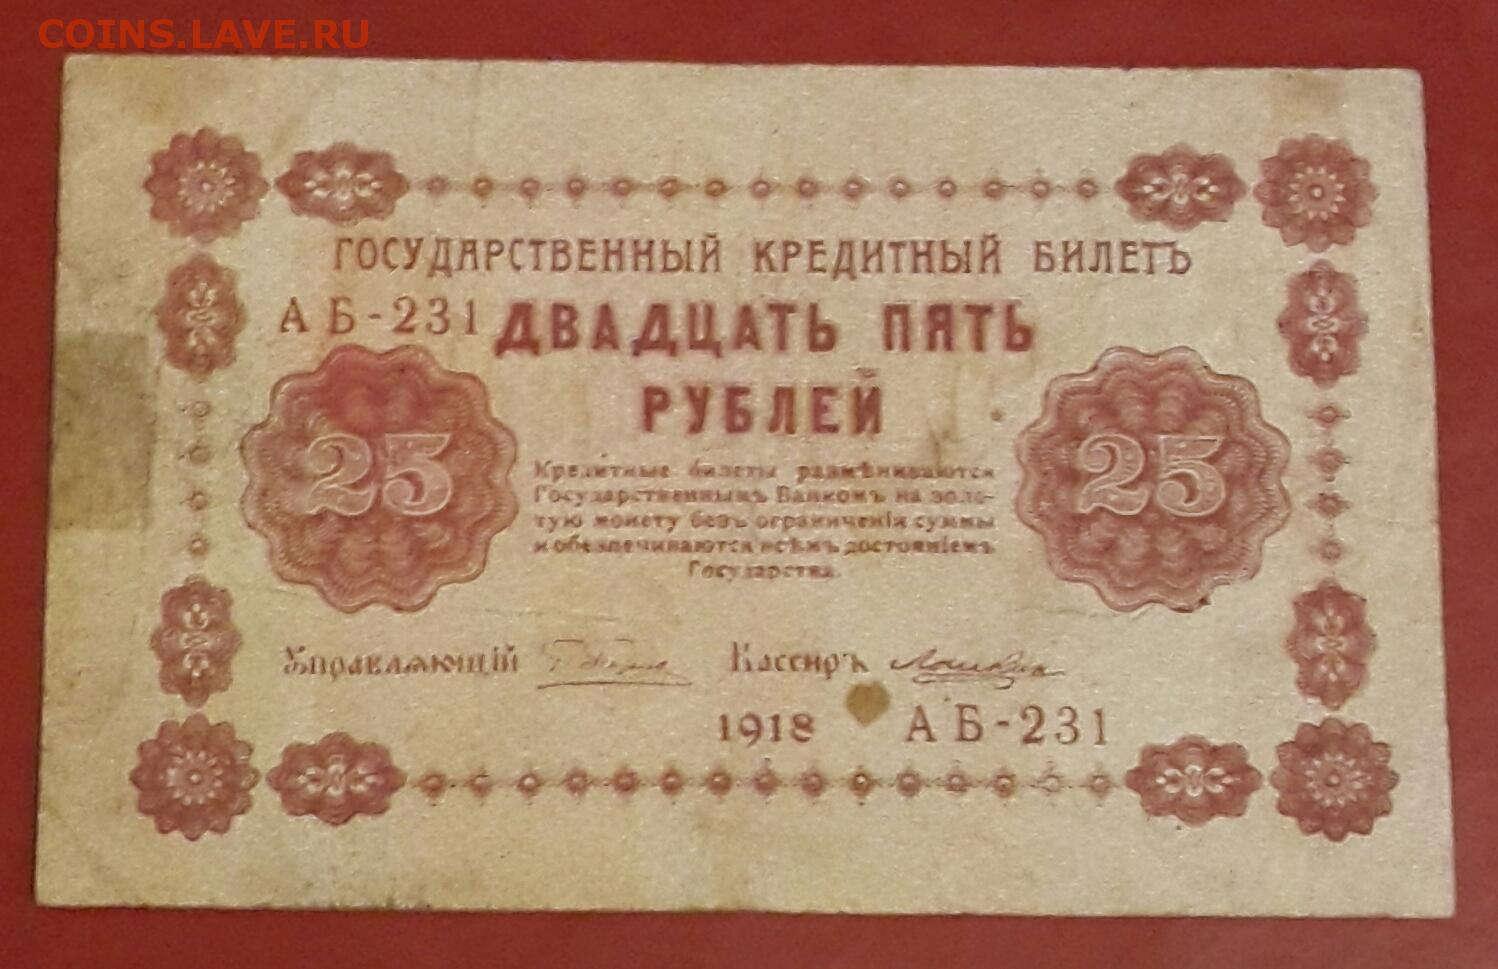 COINS.LAVE.RU
ГОСУДАРСТВЕННЫЙ КРЕДИТНЫЙ БИЛЕТЪ
АБ-231 ДВАДЦАТЬ ПЯТЬ
РУБЛЕЙ
25 25
Кредитные билеты размѣниваются
Государственнымъ Банкомъ на золо-
тую монету безъ ограниченія суммы
и обезпечиваются всѣмъ достояніемъ
Государства.
Управляющій Кассиръ
1918 АБ-231